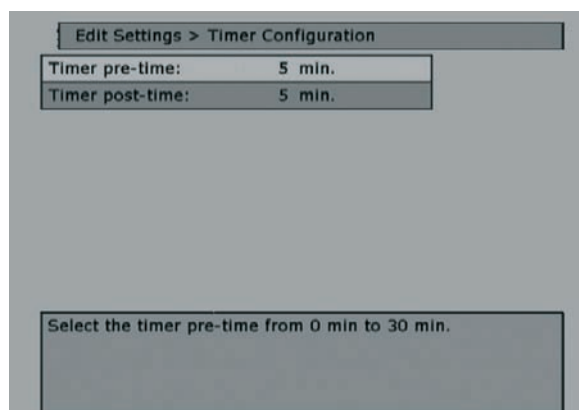 Edit Settings > Timer Configuration
Timer pre-time: 5 min.
Timer post-time: 5 min.
Select the timer pre-time from 0 min to 30 min.